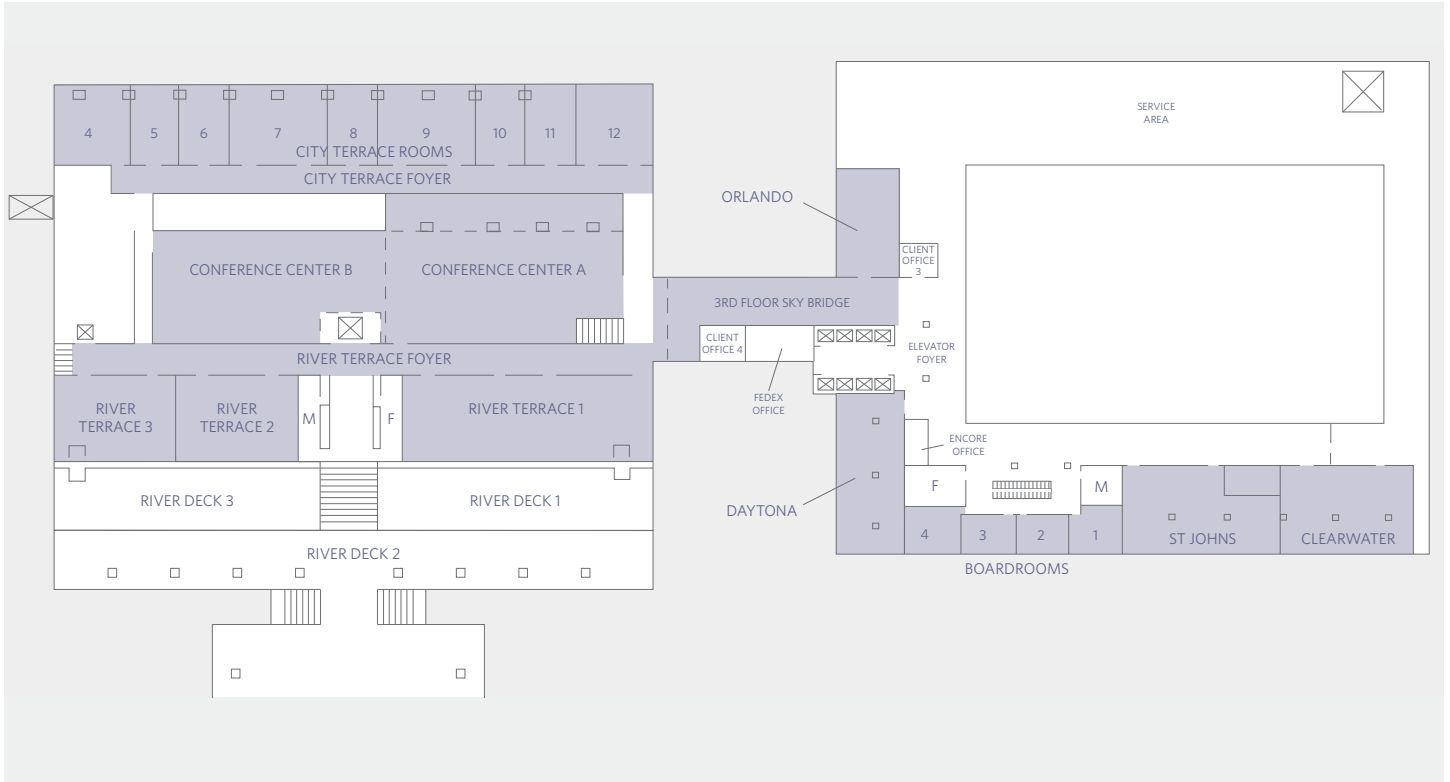 SERVICE
AREA
4
5
6
7
8
9
10
11
12
CITY TERRACE ROOMS
CITY TERRACE FOYER
ORLANDO
CLIENT
OFFICE
3
CONFERENCE CENTER B
CONFERENCE CENTER A
3RD FLOOR SKY BRIDGE
CLIENT
OFFICE 4
ELEVATOR
FOYER
RIVER TERRACE FOYER
FEDEX
OFFICE
RIVER
TERRACE 3
RIVER
TERRACE 2
M
F
RIVER TERRACE 1
ENCORE
OFFICE
F
M
RIVER DECK 3
RIVER DECK 1
DAYTONA
4
3
2
1
ST JOHNS
CLEARWATER
RIVER DECK 2
BOARDROOMS